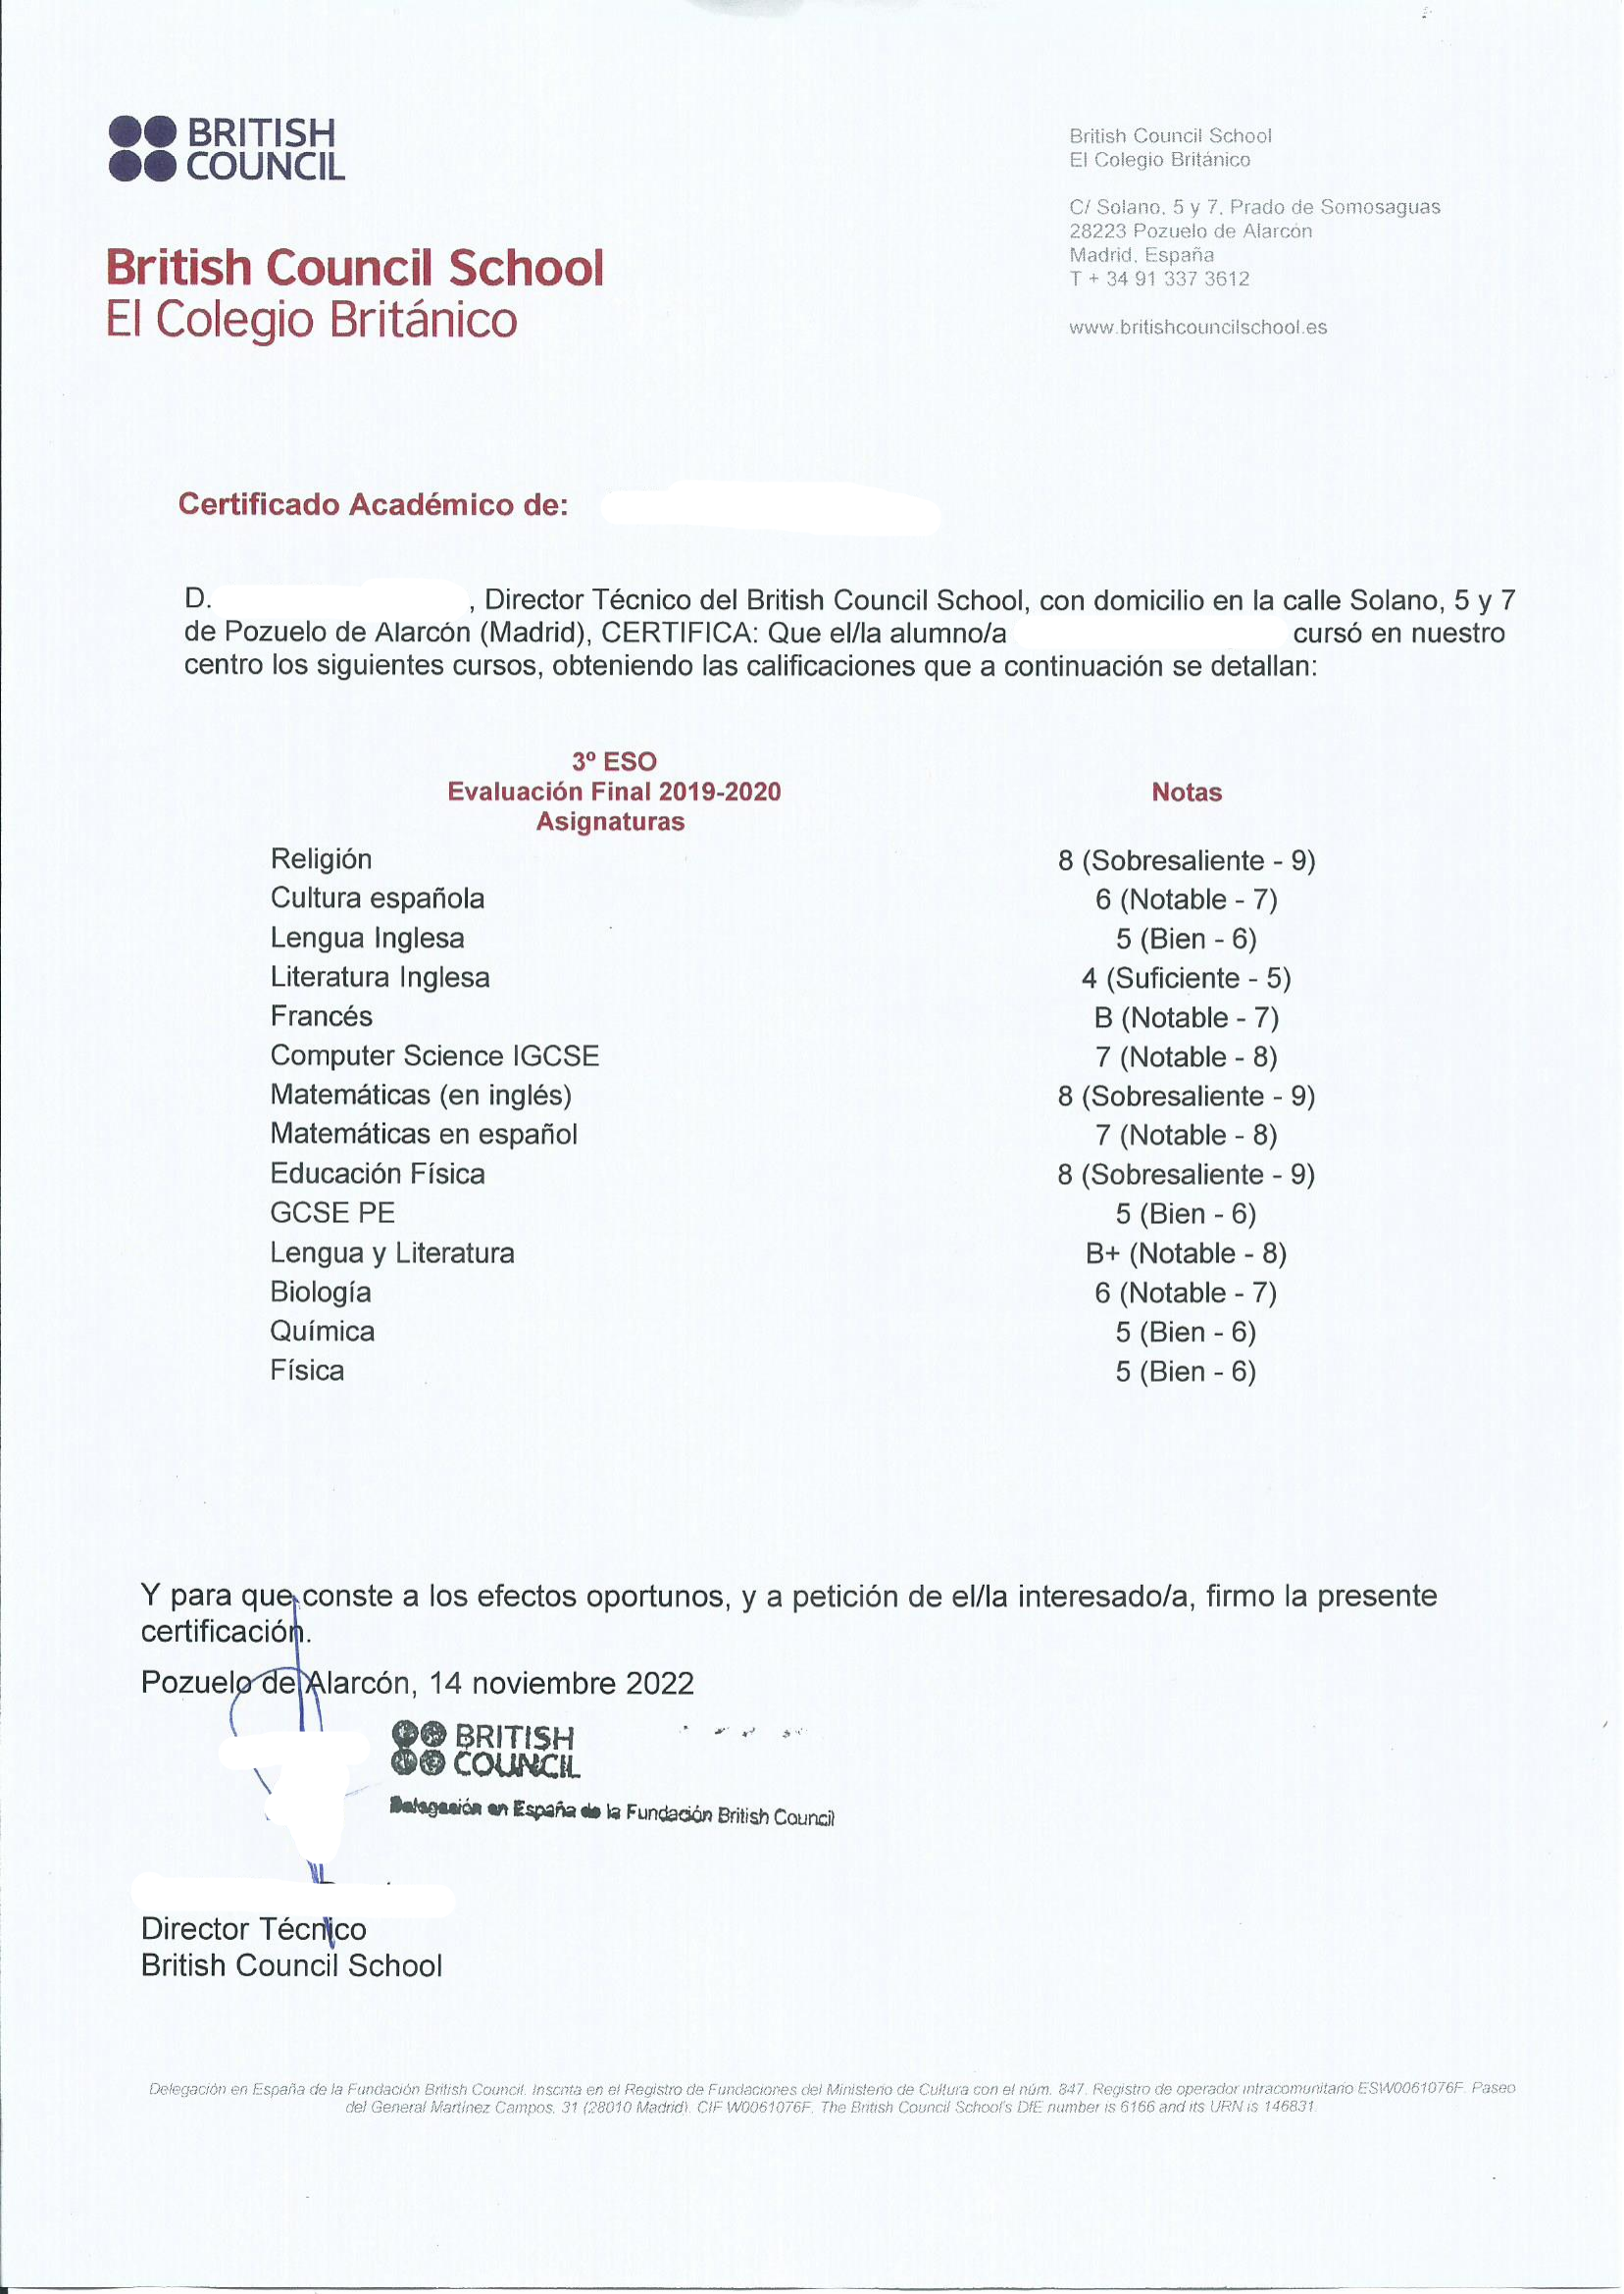 BRITISH
COUNCIL
British Council School
El Colegio Británico
British Council School
El Colegio Británico
C/ Solano, 5 y 7, Prado de Somosaguas
28223 Pozuelo de Alarcón
Madrid, España
T + 34 91 337 3612
www.britishcouncilschool.es
Certificado Académico de:
D. , Director Técnico del British Council School, con domicilio en la calle Solano, 5 y 7
de Pozuelo de Alarcón (Madrid), CERTIFICA: Que el/la alumno/a cursó en nuestro
centro los siguientes cursos, obteniendo las calificaciones que a continuación se detallan:
3º ESO
Evaluación Final 2019-2020 Notas
Asignaturas
Religión 8 (Sobresaliente - 9)
Cultura española 6 (Notable - 7)
Lengua Inglesa 5 (Bien - 6)
Literatura Inglesa 4 (Suficiente - 5)
Francés B (Notable - 7)
Computer Science IGCSE 7 (Notable - 8)
Matemáticas (en inglés) 8 (Sobresaliente - 9)
Matemáticas en español 7 (Notable - 8)
Educación Física 8 (Sobresaliente - 9)
GCSE PE 5 (Bien - 6)
Lengua y Literatura B+ (Notable - 8)
Biología 6 (Notable - 7)
Química 5 (Bien - 6)
Física 5 (Bien - 6)
Y para que conste a los efectos oportunos, y a petición de el/la interesado/a, firmo la presente
certificación.
Pozuelo de Alarcón, 14 noviembre 2022
BRITISH
COUNCIL
Delegación en España de la Fundación British Council
Director Técnico
British Council School
Delegación en España de la Fundación British Council. Inscrita en el Registro de Fundaciones del Ministerio de Cultura con el núm. 847. Registro de operador intracomunitario ESW0061076F. Paseo
del General Martínez Campos, 31 (28010 Madrid). CIF W0061076F. The British Council School's DfE number is 6166 and its URN is 146831.